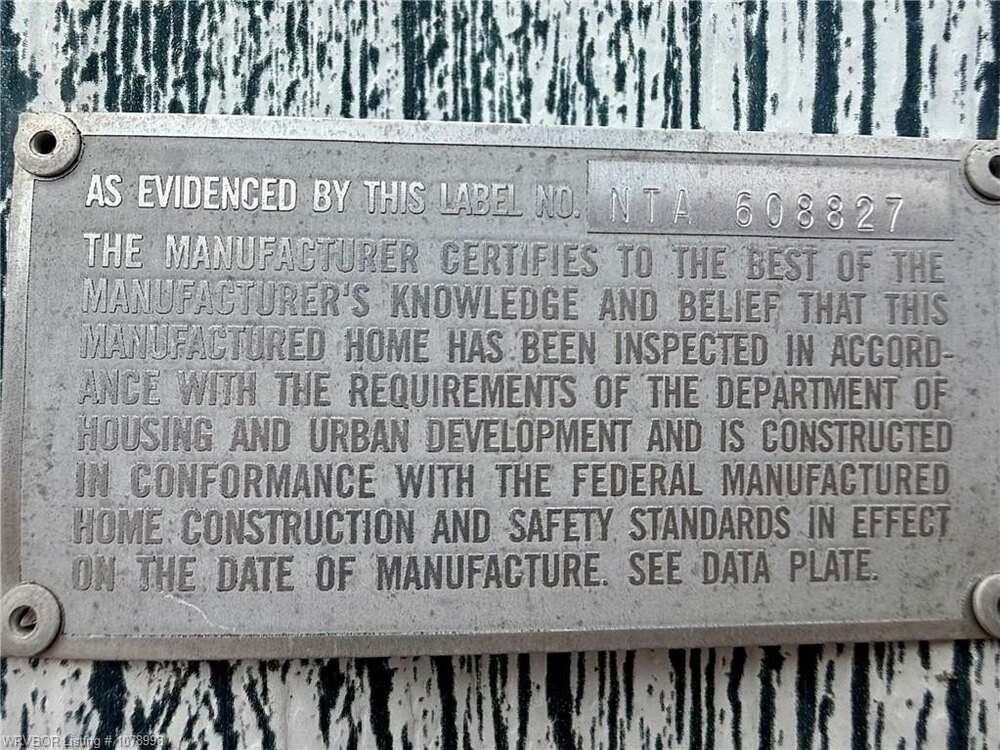 AS EVIDENCED BY THIS LABEL NO. NTA 608827
THE MANUFACTURER CERTIFIES TO THE BEST OF THE
MANUFACTURER'S KNOWLEDGE AND BELIEF THAT THIS
MANUFACTURED HOME HAS BEEN INSPECTED IN ACCORD-
ANCE WITH THE REQUIREMENTS OF THE DEPARTMENT OF
HOUSING AND URBAN DEVELOPMENT AND IS CONSTRUCTED
IN CONFORMANCE WITH THE FEDERAL MANUFACTURED
HOME CONSTRUCTION AND SAFETY STANDARDS IN EFFECT
ON THE DATE OF MANUFACTURE. SEE DATA PLATE.
WRVBOR Listing #